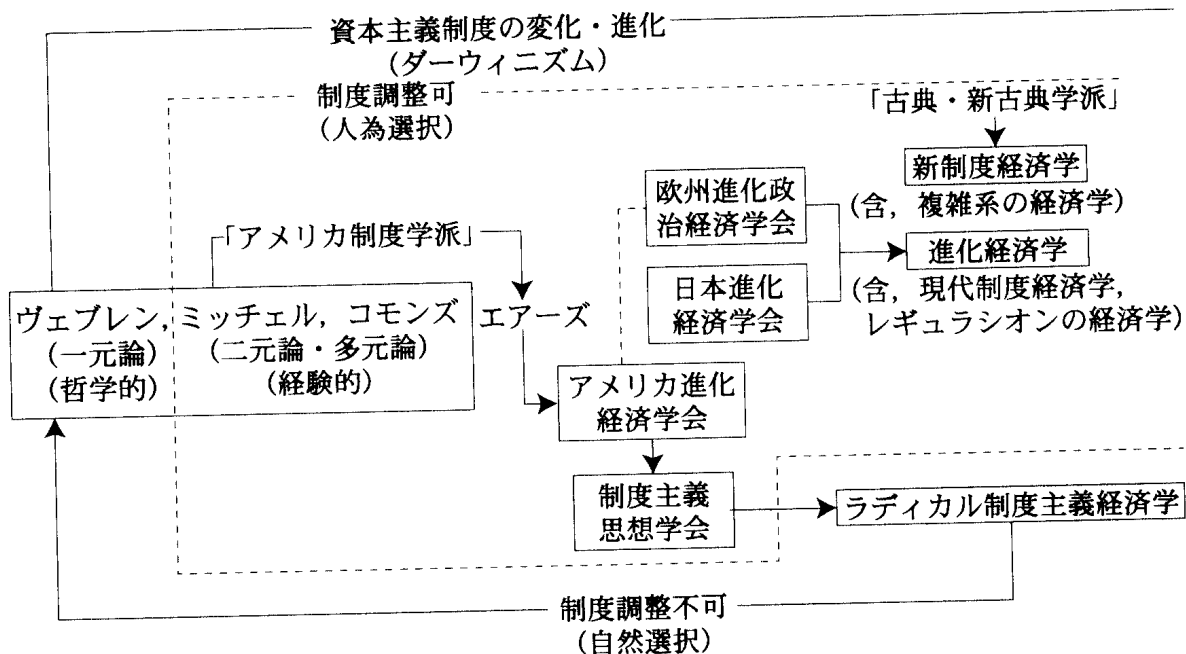 資本主義制度の変化・進化
(ダーウィニズム)
制度調整可
(人為選択)
「古典・新古典学派」
新制度経済学
(含, 複雑系の経済学)
欧州進化政
治経済学会
「アメリカ制度学派」
進化経済学
(含, 現代制度経済学,
レギュラシオンの経済学)
日本進化
経済学会
ヴェブレン, ミッチェル, コモンズ エアーズ
(一元論) (二元論・多元論)
(哲学的) (経験的)
アメリカ進化
経済学会
制度主義
思想学会
ラディカル制度主義経済学
制度調整不可
(自然選択)